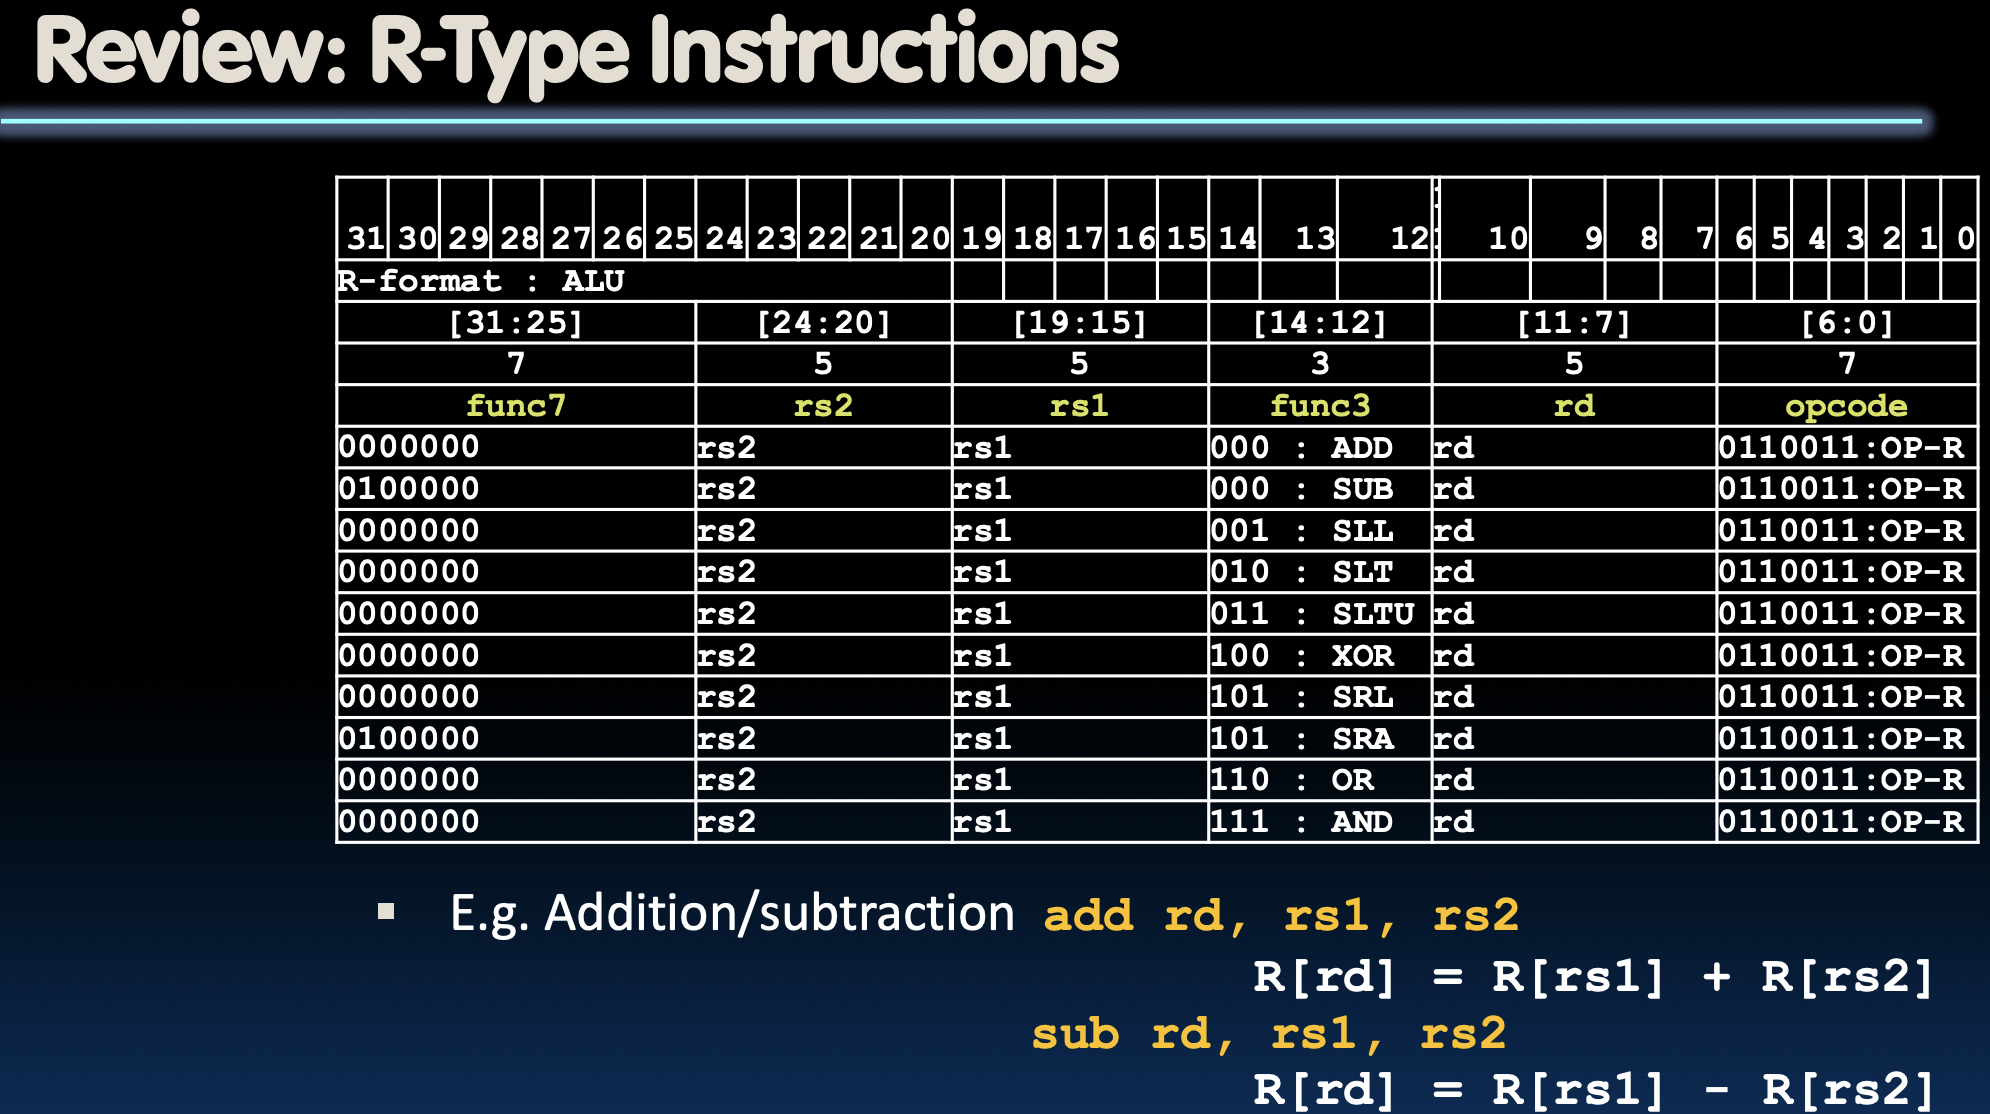 Review: R-Type Instructions
31 30 29 28 27 26 25 24 23 22 21 20 19 18 17 16 15 14 13 12 10 9 8 7 6 5 4 3 2 1 0
R-format : ALU
[31:25] [24:20] [19:15] [14:12] [11:7] [6:0]
7 5 5 3 5 7
func7 rs2 rs1 func3 rd opcode
0000000 rs2 rs1 000 : ADD rd 0110011:OP-R
0100000 rs2 rs1 000 : SUB rd 0110011:OP-R
0000000 rs2 rs1 001 : SLL rd 0110011:OP-R
0000000 rs2 rs1 010 : SLT rd 0110011:OP-R
0000000 rs2 rs1 011 : SLTU rd 0110011:OP-R
0000000 rs2 rs1 100 : XOR rd 0110011:OP-R
0000000 rs2 rs1 101 : SRL rd 0110011:OP-R
0100000 rs2 rs1 101 : SRA rd 0110011:OP-R
0000000 rs2 rs1 110 : OR rd 0110011:OP-R
0000000 rs2 rs1 111 : AND rd 0110011:OP-R
▪ E.g. Addition/subtraction add rd, rs1, rs2
R[rd] = R[rs1] + R[rs2]
sub rd, rs1, rs2
R[rd] = R[rs1] - R[rs2]